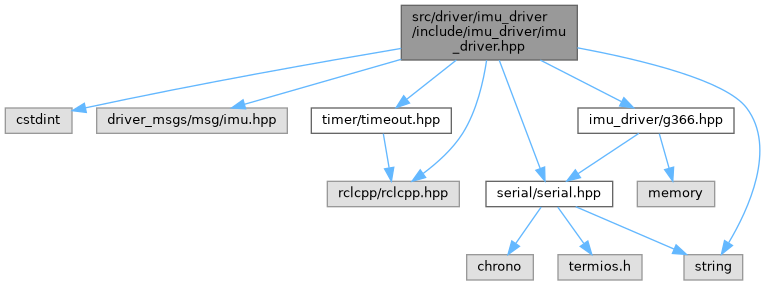 src/driver/imu_driver
/include/imu_driver/imu
_driver.hpp
cstdint
driver_msgs/msg/imu.hpp
timer/timeout.hpp
imu_driver/g366.hpp
rclcpp/rclcpp.hpp
serial/serial.hpp
memory
chrono
termios.h
string